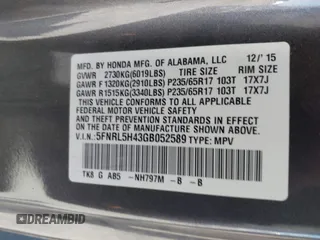 MFD. BY HONDA MFG. OF ALABAMA, LLC 12/'15
GVWR 2730KG(6019LBS) TIRE SIZE RIM SIZE
GAWR F 1320KG(2910LBS) P235/65R17 103T 17X7J
GAWR R1515KG(3340LBS) P235/65R17 103T 17X7J
THIS VEHICLE CONFORMS TO ALL APPLICABLE
FEDERAL MOTOR VEHICLE SAFETY AND THEFT
PREVENTION STANDARDS IN EFFECT ON THE
DATE OF MANUFACTURE SHOWN ABOVE.
V.I.N.: 5FNRL5H43GB052589 TYPE: MPV
TK8 G AB5 -NH797M -B -B
DREAMBID